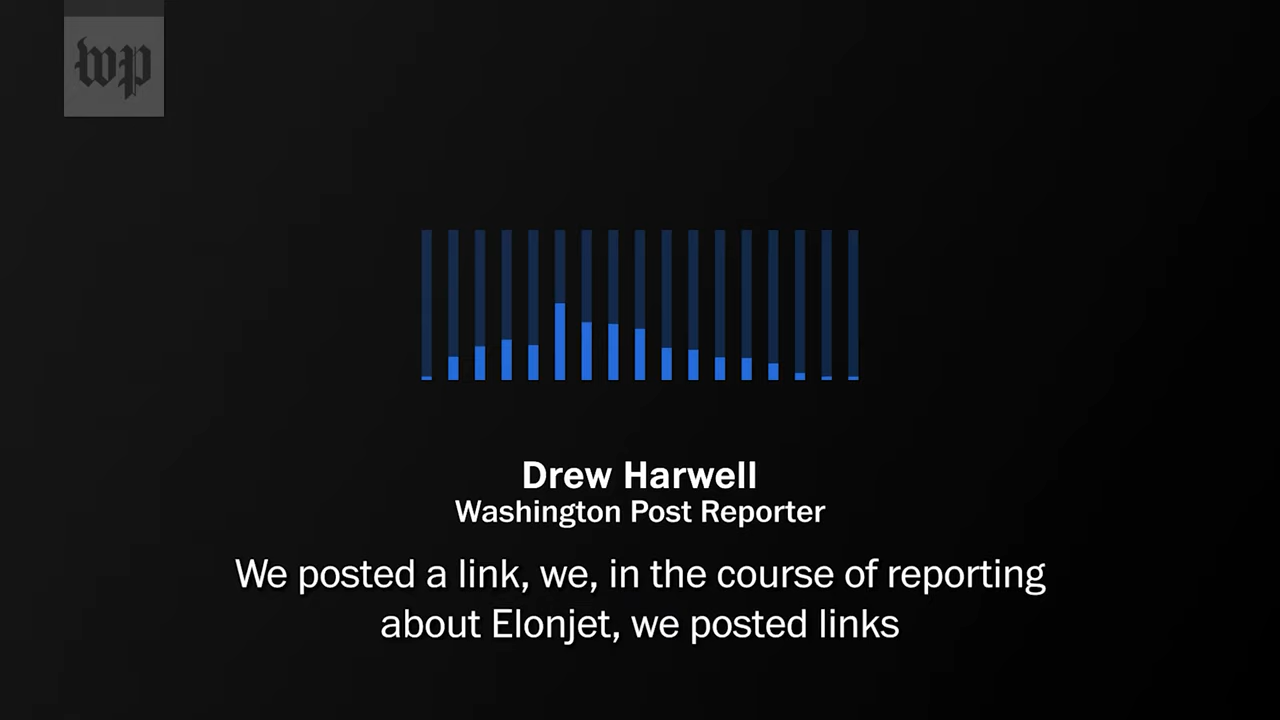 wp
Drew Harwell
Washington Post Reporter
We posted a link, we, in the course of reporting
about Elonjet, we posted links